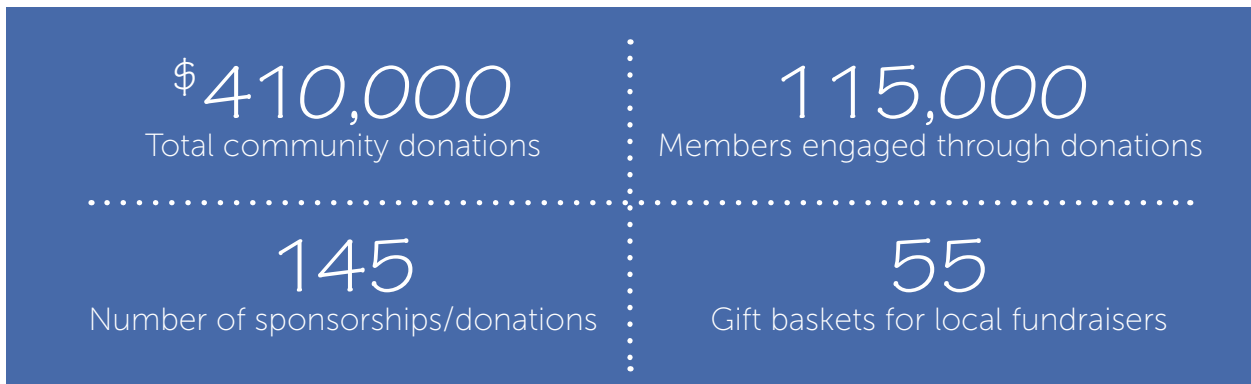 $410,000
Total community donations
115,000
Members engaged through donations
145
Number of sponsorships/donations
55
Gift baskets for local fundraisers